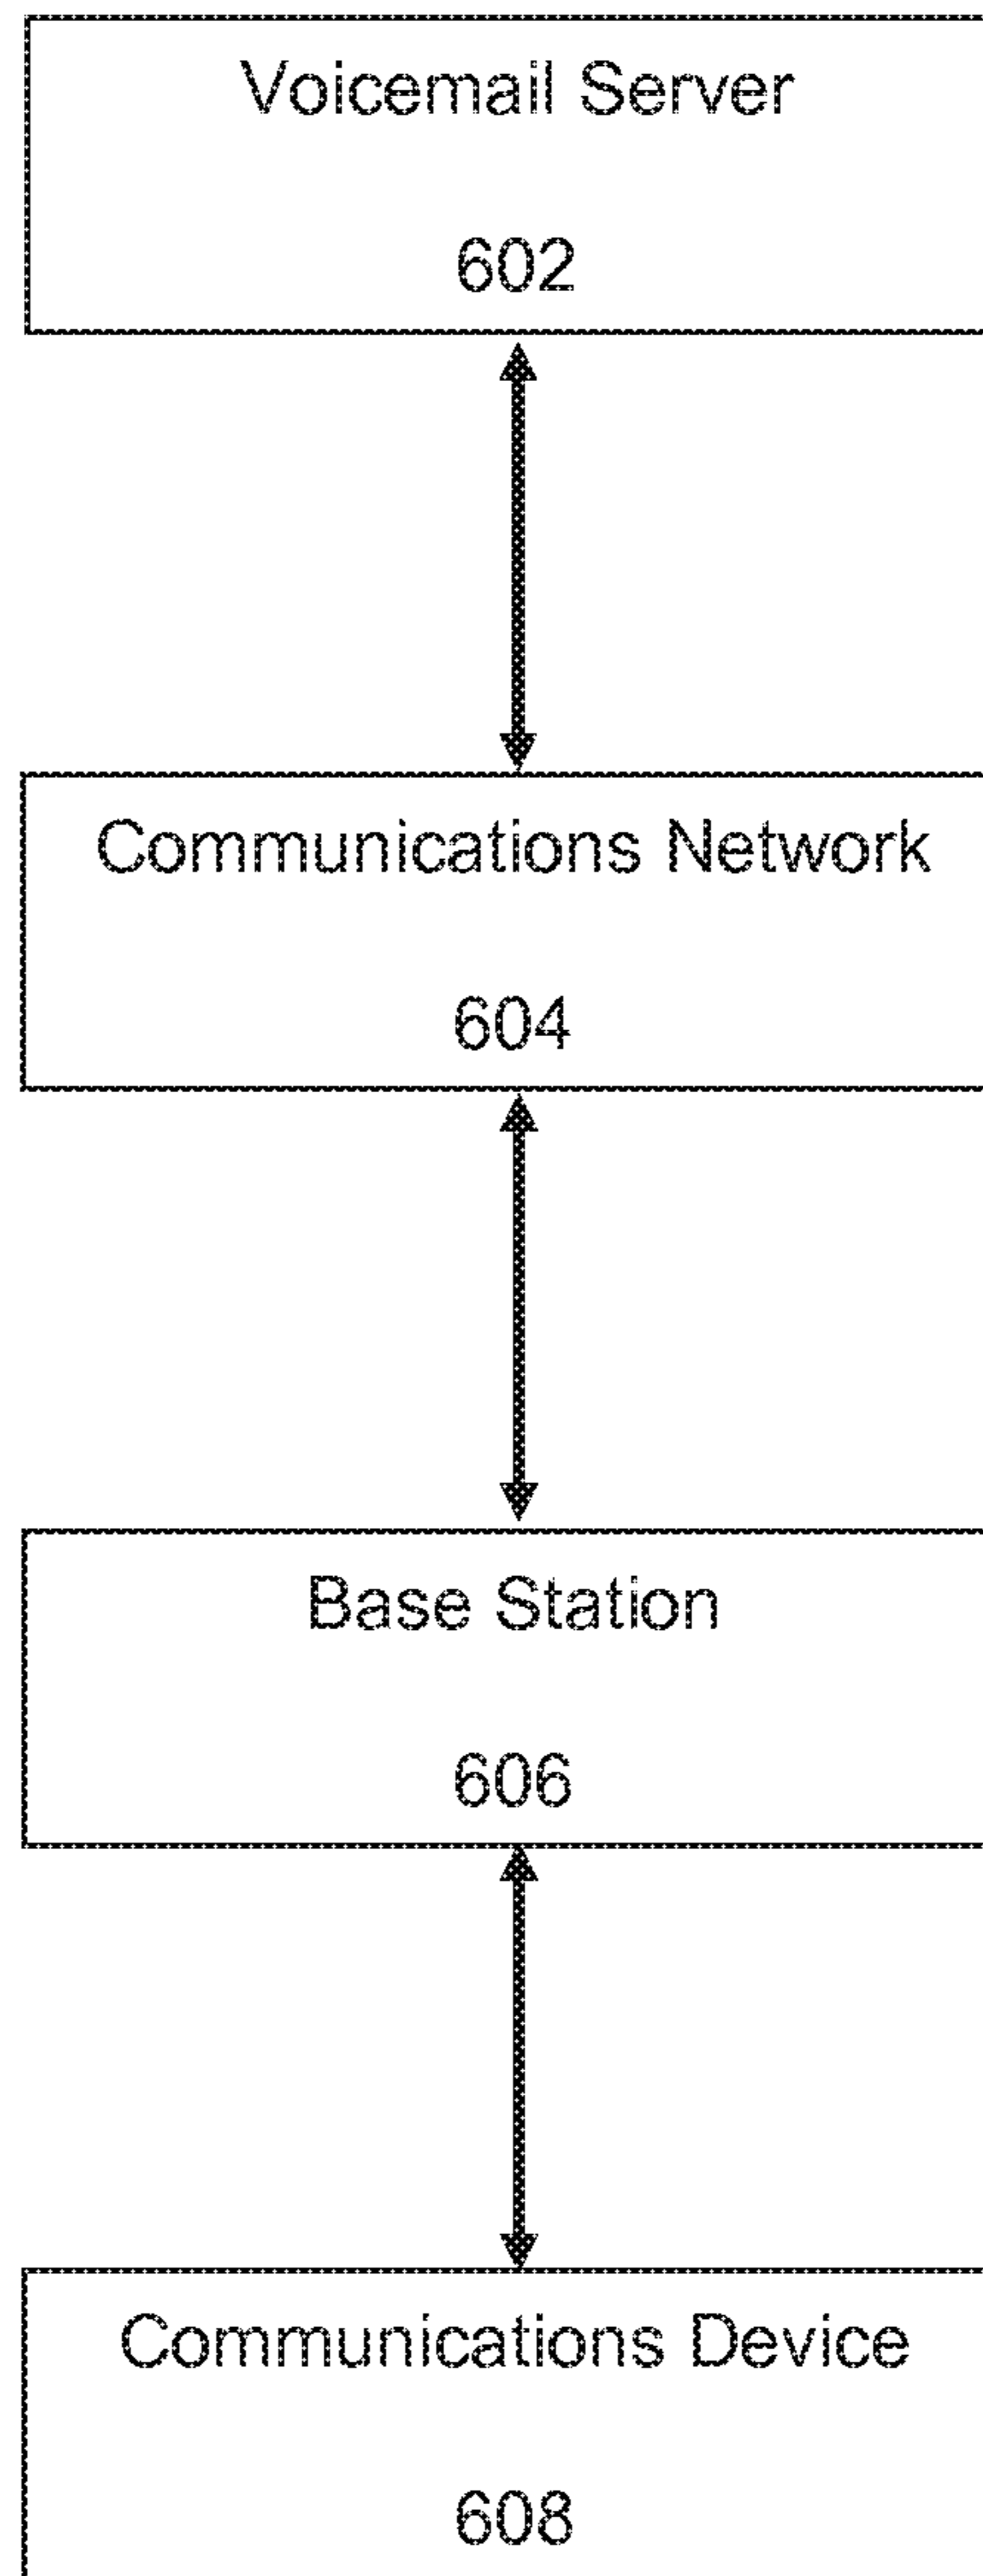 Voicemail Server
602
Communications Network
604
Base Station
606
Communications Device
608